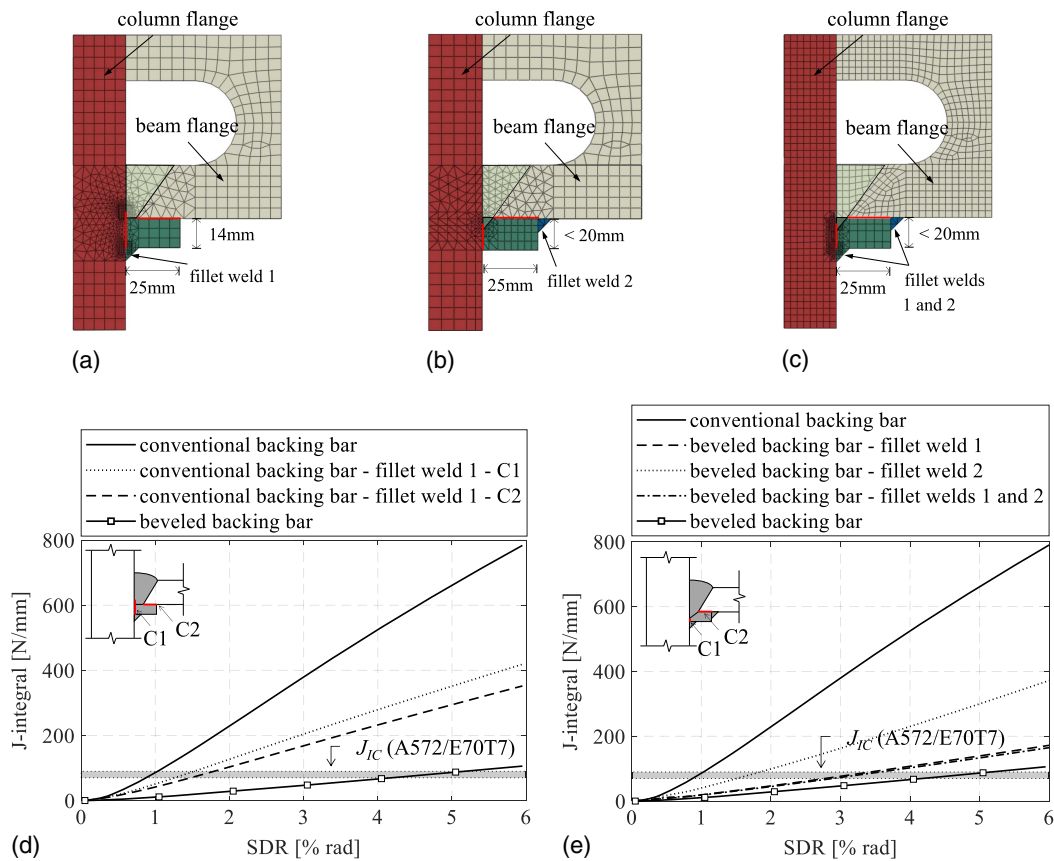 column flange
beam flange
14mm
25mm
fillet weld 1
(a)
column flange
beam flange
< 20mm
25mm
fillet weld 2
(b)
column flange
beam flange
< 20mm
25mm
fillet welds
1 and 2
(c)
conventional backing bar
conventional backing bar - fillet weld 1 - C1
conventional backing bar - fillet weld 1 - C2
beveled backing bar
J-integral [N/mm]
800
600
400
200
0
C1
C2
J_IC (A572/E70T7)
0 1 2 3 4 5 6
SDR [% rad]
(d)
conventional backing bar
beveled backing bar - fillet weld 1
beveled backing bar - fillet weld 2
beveled backing bar - fillet welds 1 and 2
beveled backing bar
J-integral [N/mm]
800
600
400
200
0
C1
C2
J_IC (A572/E70T7)
0 1 2 3 4 5 6
SDR [% rad]
(e)